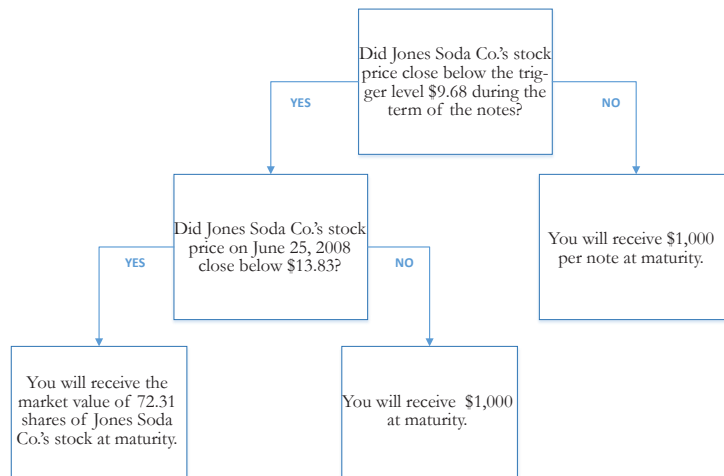 Did Jones Soda Co.'s stock
price close below the trig-
ger level $9.68 during the
term of the notes?
YES
NO
Did Jones Soda Co.'s stock
price on June 25, 2008
close below $13.83?
You will receive $1,000
per note at maturity.
YES
NO
You will receive the
market value of 72.31
shares of Jones Soda
Co.'s stock at maturity.
You will receive $1,000
at maturity.